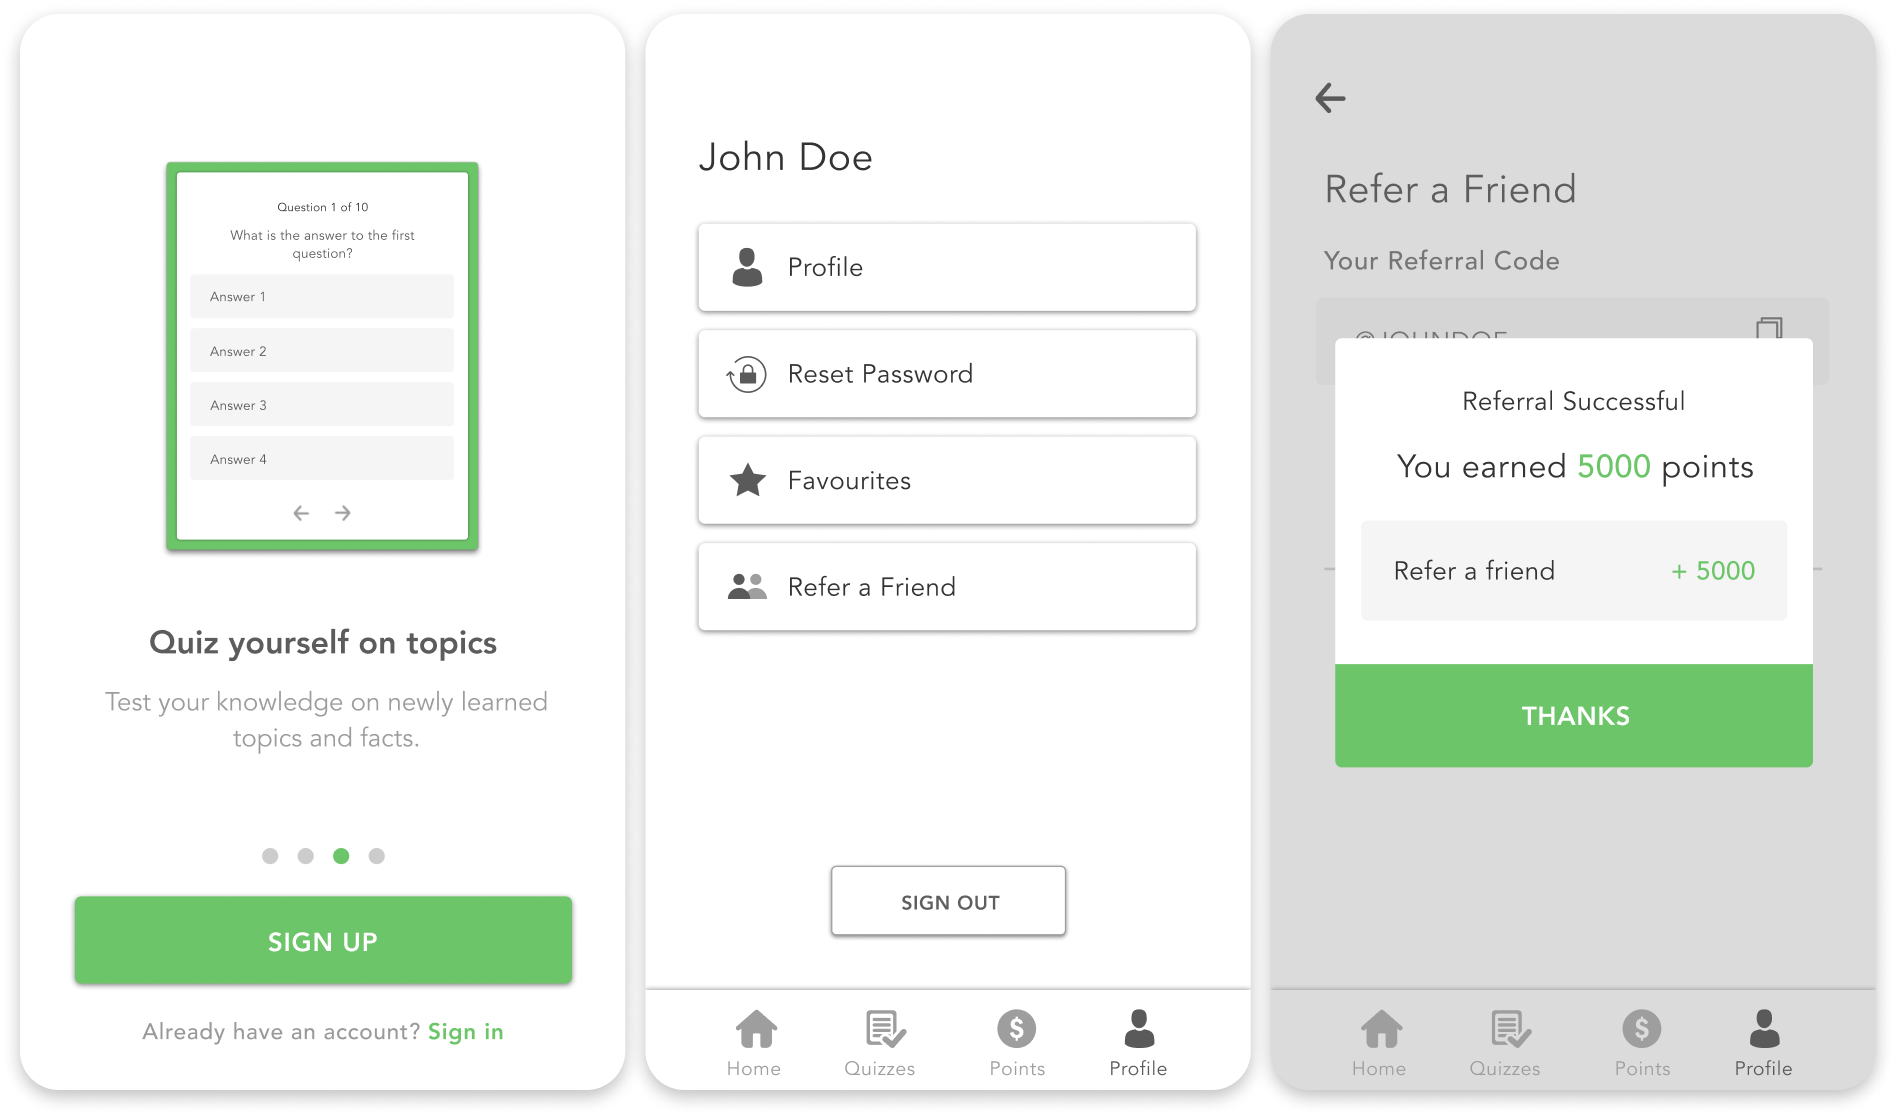 Question 1 of 10
What is the answer to the first
question?
Answer 1
Answer 2
Answer 3
Answer 4
Quiz yourself on topics
Test your knowledge on newly learned
topics and facts.
SIGN UP
Already have an account? Sign in
John Doe
Profile
Reset Password
Favourites
Refer a Friend
SIGN OUT
Home
Quizzes
Points
Profile
Refer a Friend
Your Referral Code
@JOHNDOE
Referral Successful
You earned 5000 points
Refer a friend + 5000
THANKS
Home
Quizzes
Points
Profile